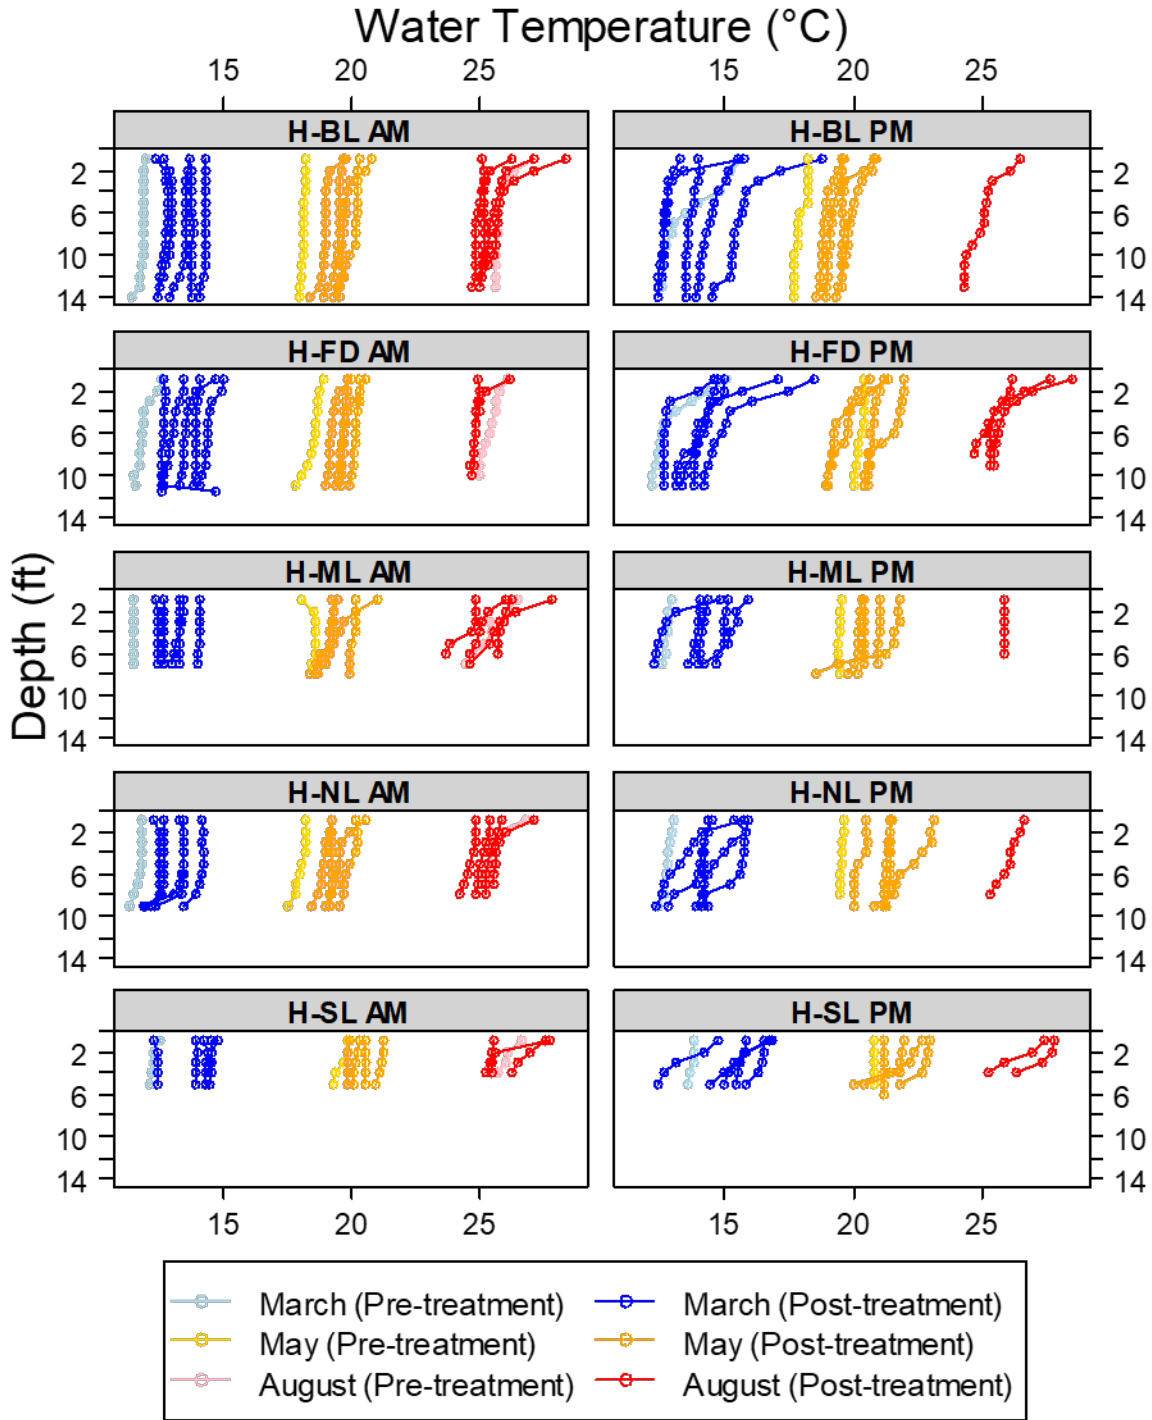 Water Temperature (°C)
15 20 25 15 20 25
H-BL AM H-BL PM
2 2
6 6
10 10
14 14
H-FD AM H-FD PM
2 2
6 6
10 10
14 14
Depth (ft)
H-ML AM H-ML PM
2 2
6 6
10 10
14 14
H-NL AM H-NL PM
2 2
6 6
10 10
14 14
H-SL AM H-SL PM
2 2
6 6
10 10
14 14
15 20 25 15 20 25
March (Pre-treatment) March (Post-treatment)
May (Pre-treatment) May (Post-treatment)
August (Pre-treatment) August (Post-treatment)